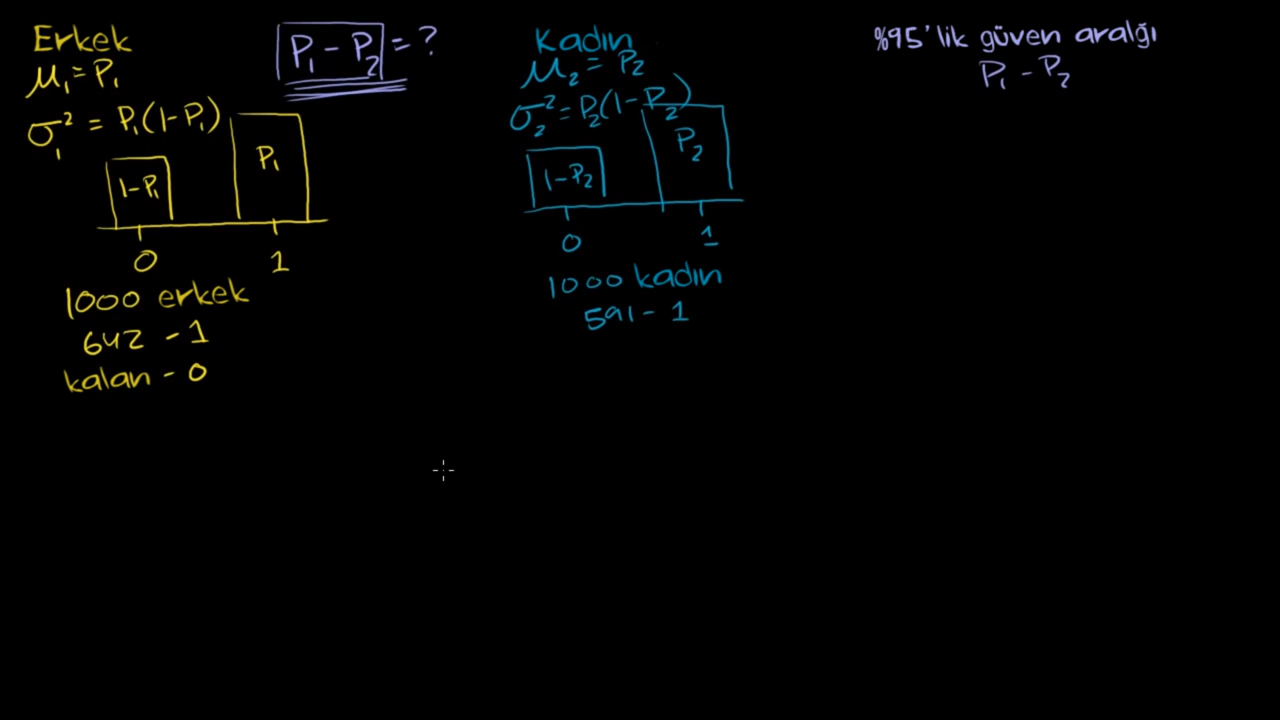 Erkek
μ₁ = P₁
σ₁² = P₁(1-P₁)
1-P₁
P₁
0
1
1000 erkek
642 - 1
kalan - 0
P₁ - P₂ = ?
Kadın
μ₂ = P₂
σ₂² = P₂(1-P₂)
1-P₂
P₂
0
1
1000 kadın
591 - 1
%95'lik güven aralğı
P₁ - P₂